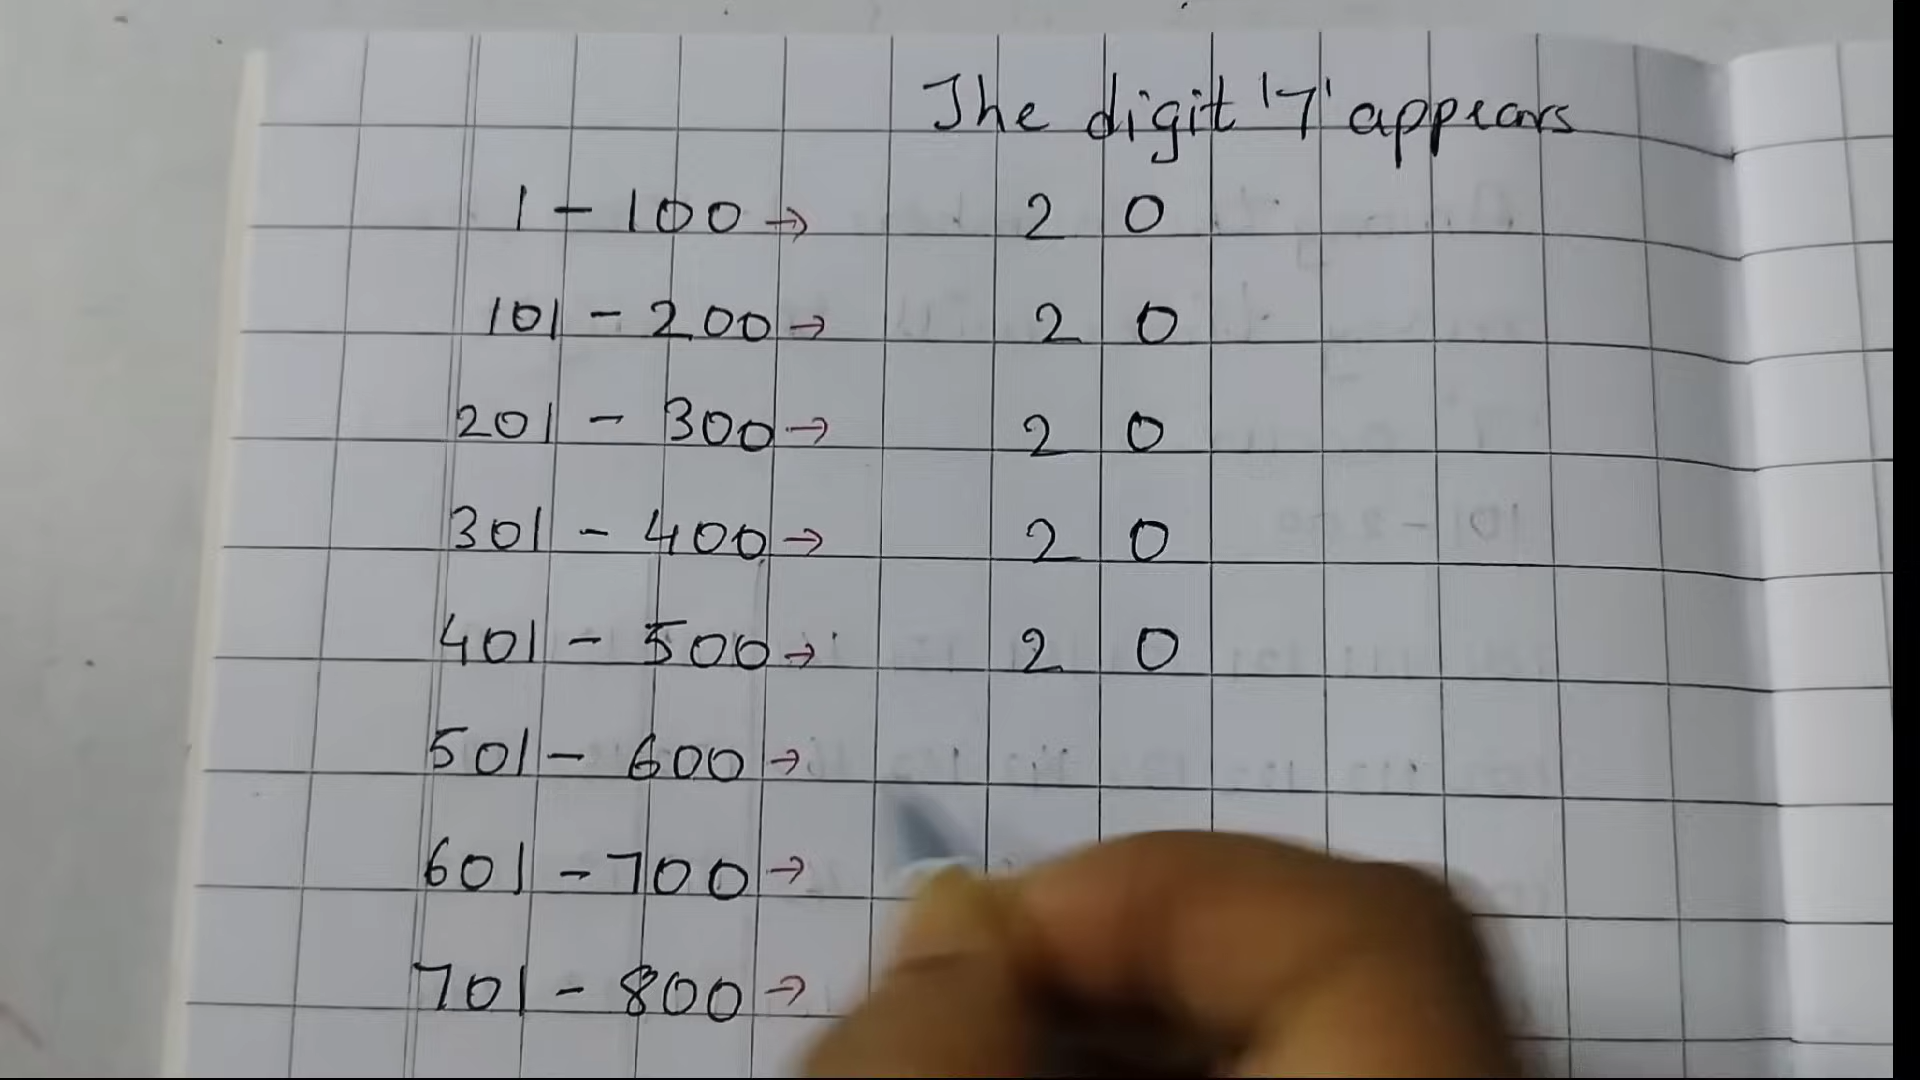 The digit '7' appears
1 - 100 → 20
101 - 200 → 20
201 - 300 → 20
301 - 400 → 20
401 - 500 → 20
501 - 600 →
601 - 700 →
701 - 800 →